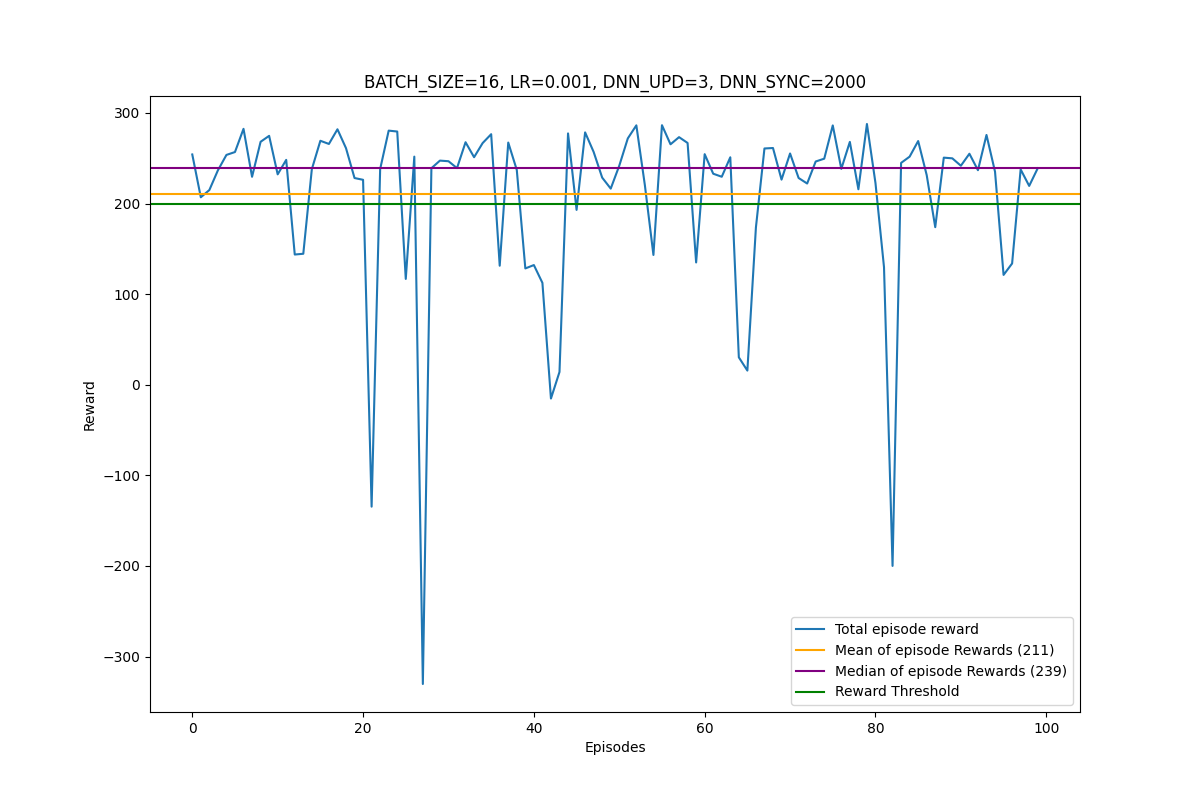 BATCH_SIZE=16, LR=0.001, DNN_UPD=3, DNN_SYNC=2000
300
200
100
0
−100
−200
−300
Reward
0 20 40 60 80 100
Episodes
Total episode reward
Mean of episode Rewards (211)
Median of episode Rewards (239)
Reward Threshold